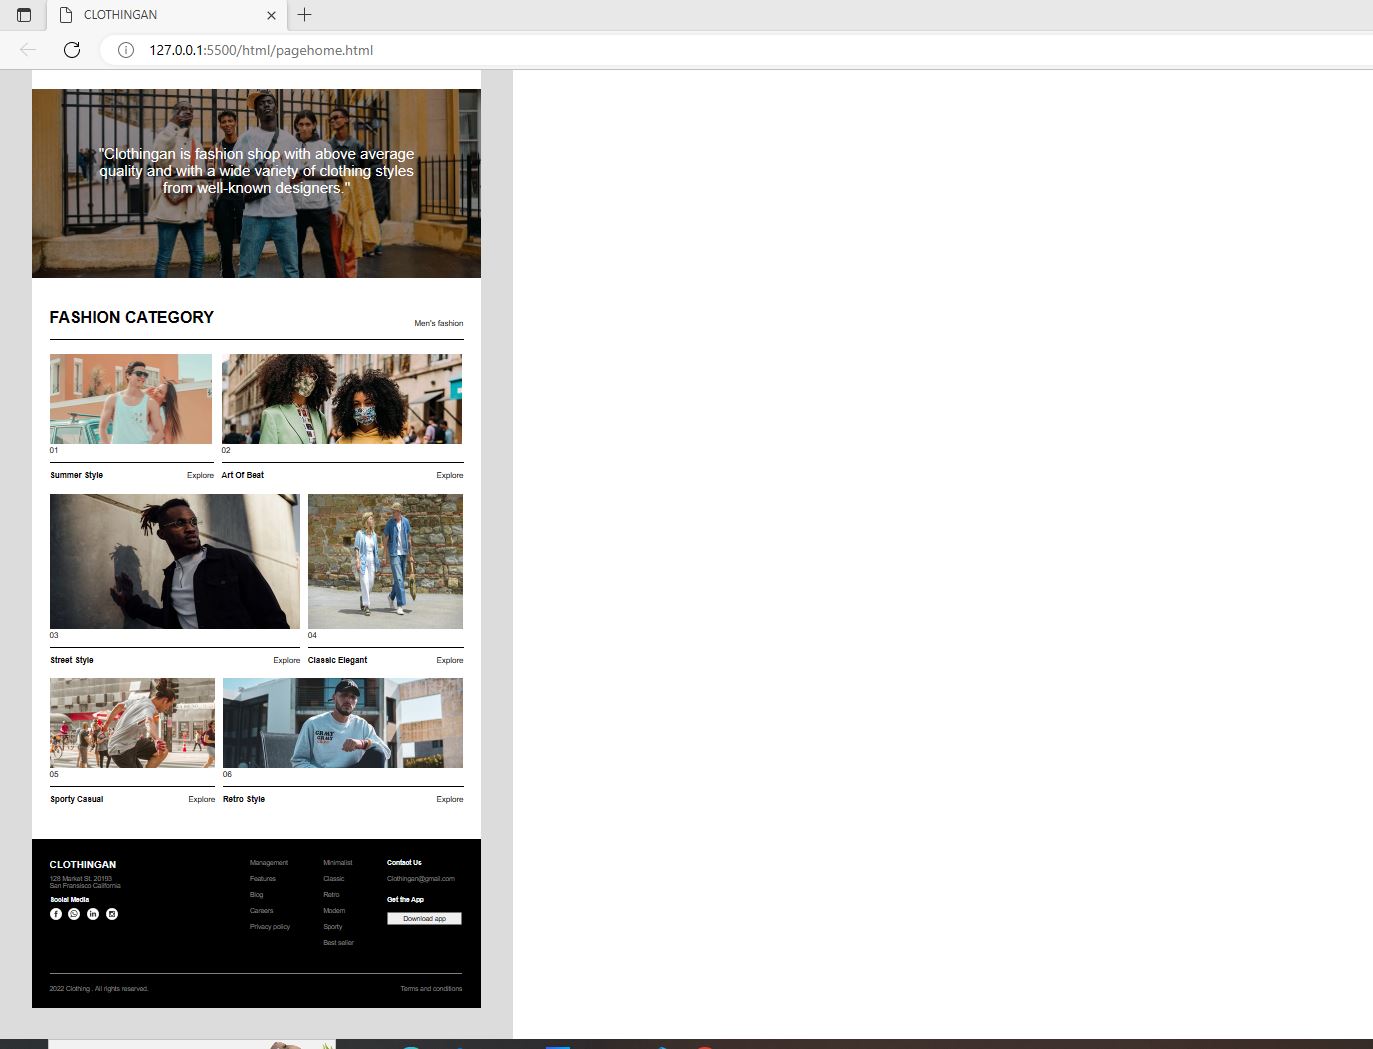 CLOTHINGAN
127.0.0.1:5500/html/pagehome.html
"Clothingan is fashion shop with above average
quality and with a wide variety of clothing styles
from well-known designers."
FASHION CATEGORY
Men's fashion
01
02
Summer Style
Explore
Art Of Beat
Explore
03
04
Street Style
Explore
Classic Elegant
Explore
GRMY
GRMY
05
06
Sporty Casual
Explore
Retro Style
Explore
CLOTHINGAN
128 Market St. 20193
San Fransisco California
Social Media
Management
Features
Blog
Careers
Privacy policy
Minimalist
Classic
Retro
Modern
Sporty
Best seller
Contact Us
Clothingan@gmail.com
Get the App
Download app
2022 Clothing . All rights reserved.
Terms and conditions